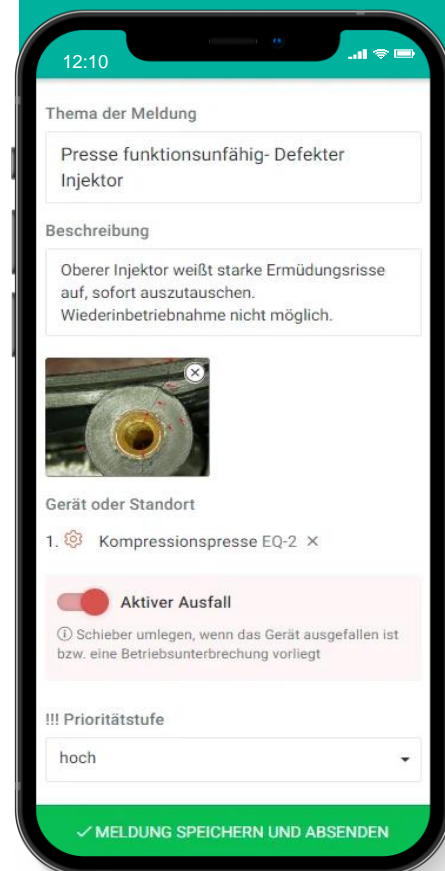 12:10
Thema der Meldung
Presse funktionsunfähig- Defekter
Injektor
Beschreibung
Oberer Injektor weißt starke Ermüdungsrisse
auf, sofort auszutauschen.
Wiederinbetriebnahme nicht möglich.
Gerät oder Standort
1. Kompressionspresse EQ-2 ×
Aktiver Ausfall
Schieber umlegen, wenn das Gerät ausgefallen ist
bzw. eine Betriebsunterbrechung vorliegt
!!! Prioritätstufe
hoch
MELDUNG SPEICHERN UND ABSENDEN